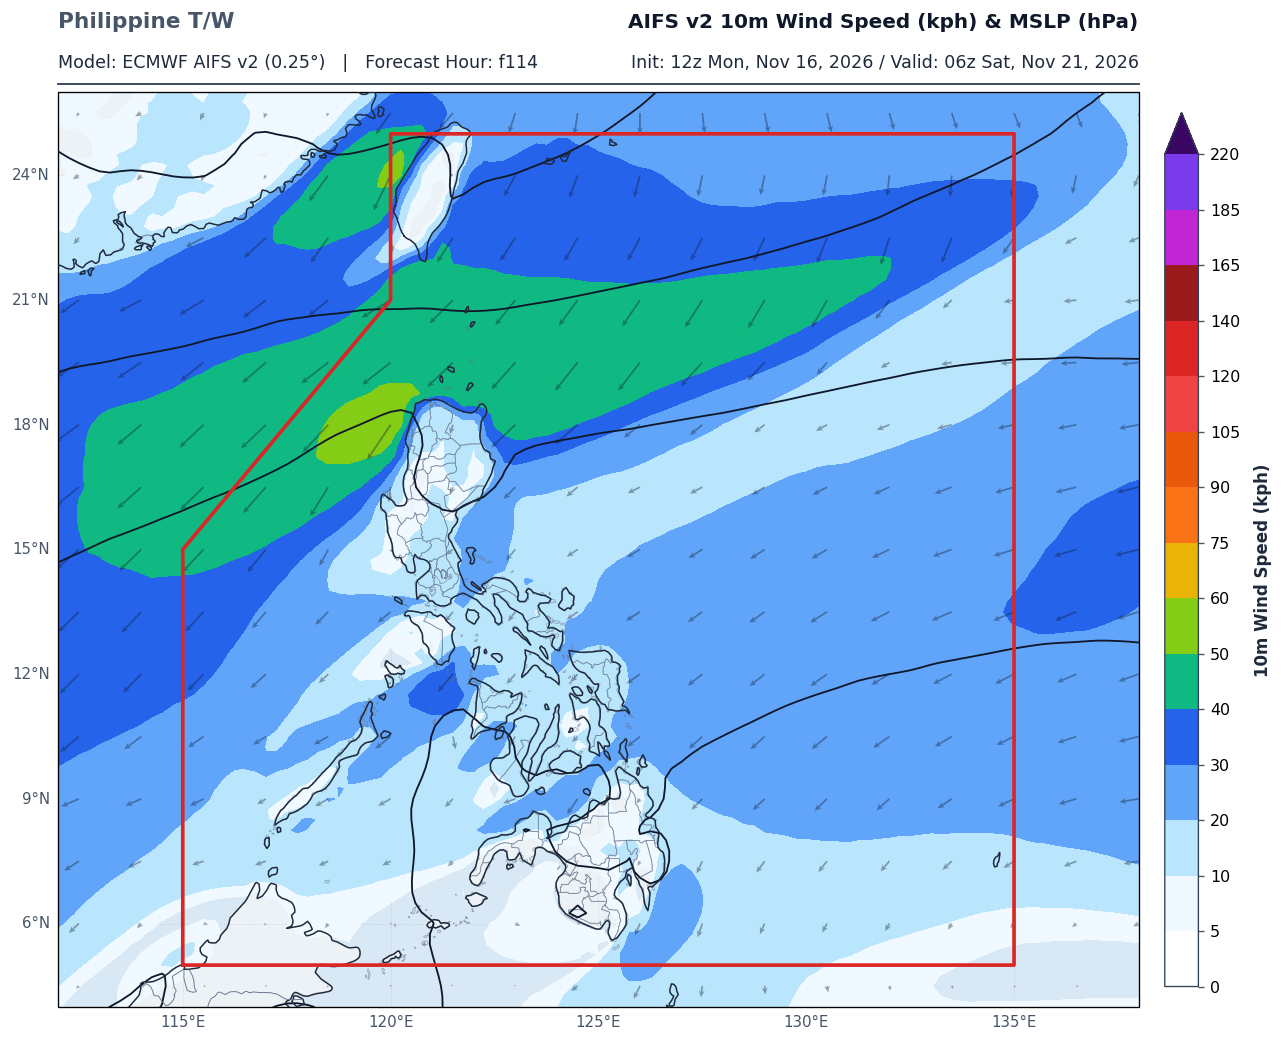 Philippine T/W
AIFS v2 10m Wind Speed (kph) & MSLP (hPa)
Model: ECMWF AIFS v2 (0.25°) | Forecast Hour: f114
Init: 12z Mon, Nov 16, 2026 / Valid: 06z Sat, Nov 21, 2026
24°N
21°N
18°N
15°N
12°N
9°N
6°N
115°E
120°E
125°E
130°E
135°E
220
185
165
140
120
105
90
75
60
50
40
30
20
10
5
0
10m Wind Speed (kph)